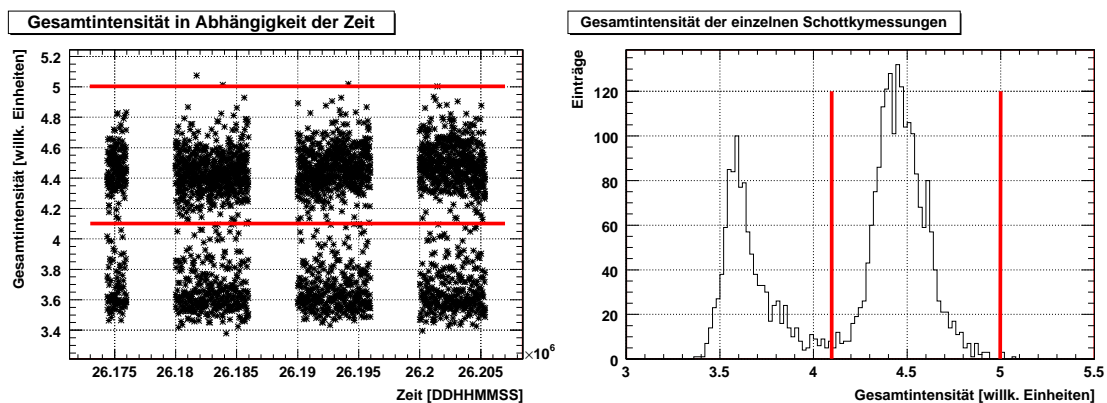 Gesamtintensität in Abhängigkeit der Zeit
Gesamtintensität [willk. Einheiten]
5.2
5
4.8
4.6
4.4
4.2
4
3.8
3.6
3.4
26.175 26.18 26.185 26.19 26.195 26.2 26.205
×10^6
Zeit [DDHHMMSS]
Gesamtintensität der einzelnen Schottkymessungen
Einträge
120
100
80
60
40
20
0
3 3.5 4 4.5 5 5.5
Gesamtintensität [willk. Einheiten]